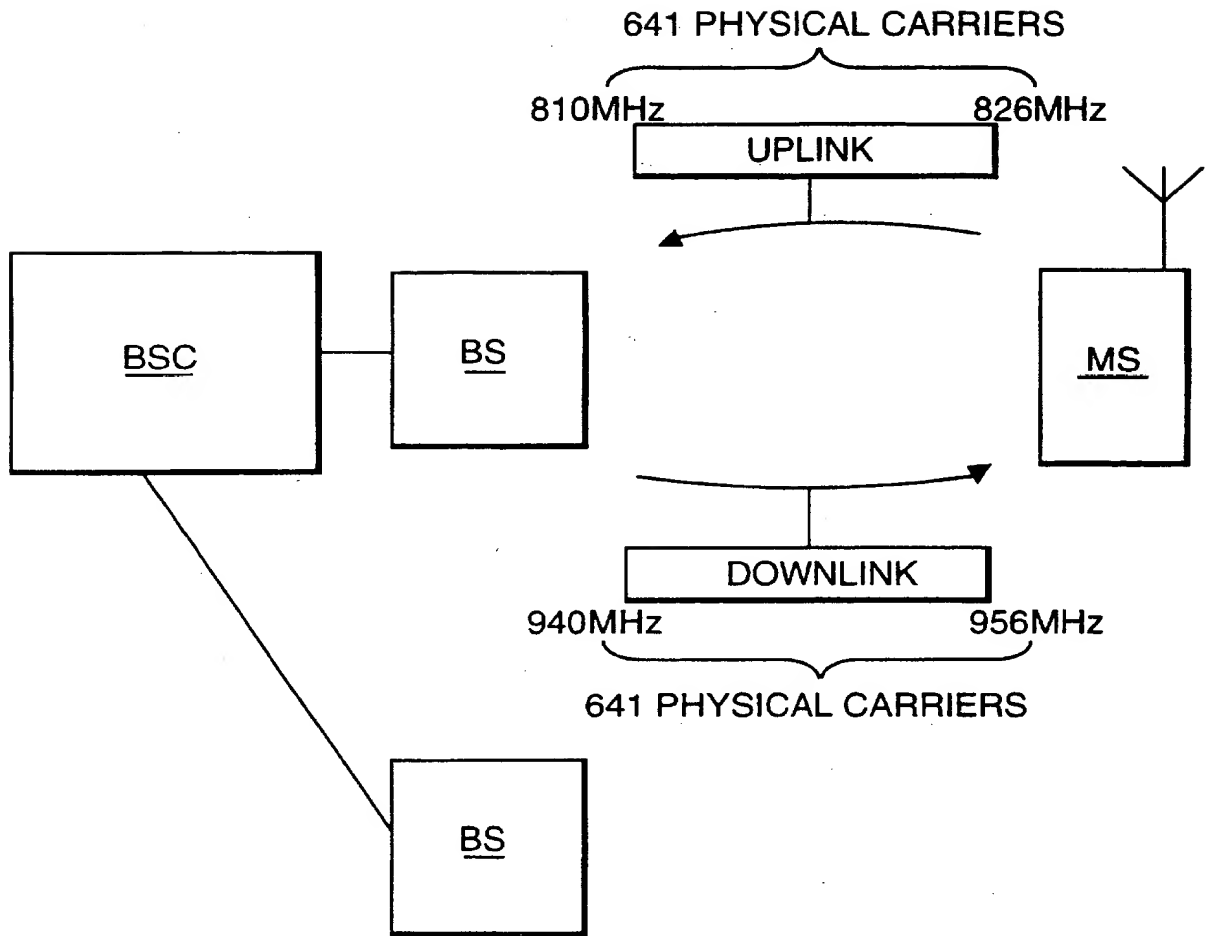 641 PHYSICAL CARRIERS
810MHz 826MHz
UPLINK
BSC
BS
MS
DOWNLINK
940MHz 956MHz
641 PHYSICAL CARRIERS
BS